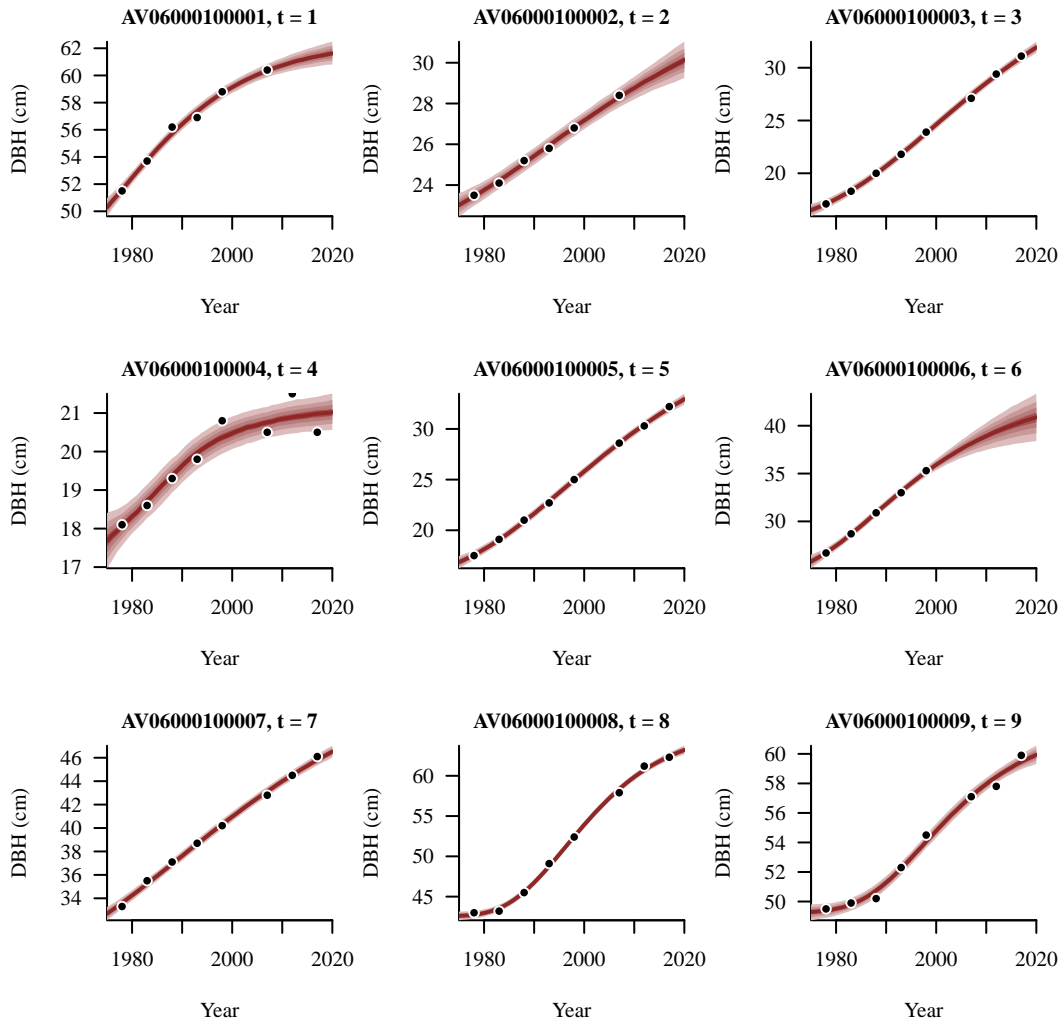 AV06000100001, t = 1
AV06000100002, t = 2
AV06000100003, t = 3
DBH (cm)
62
60
58
56
54
52
50
1980
2000
2020
Year
DBH (cm)
30
28
26
24
1980
2000
2020
Year
DBH (cm)
30
25
20
1980
2000
2020
Year
AV06000100004, t = 4
AV06000100005, t = 5
AV06000100006, t = 6
DBH (cm)
21
20
19
18
17
1980
2000
2020
Year
DBH (cm)
30
25
20
1980
2000
2020
Year
DBH (cm)
40
35
30
1980
2000
2020
Year
AV06000100007, t = 7
AV06000100008, t = 8
AV06000100009, t = 9
DBH (cm)
46
44
42
40
38
36
34
1980
2000
2020
Year
DBH (cm)
60
55
50
45
1980
2000
2020
Year
DBH (cm)
60
58
56
54
52
50
1980
2000
2020
Year